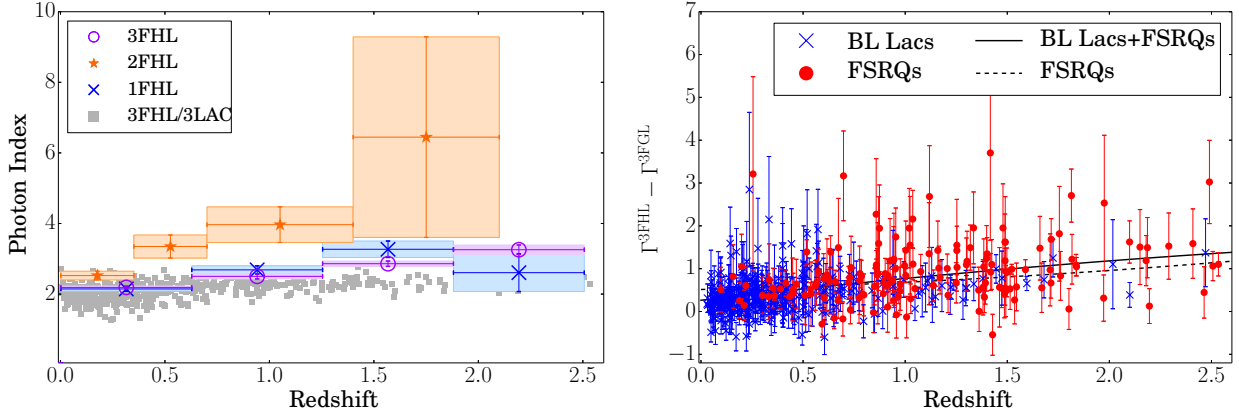 10
8
6
4
2
0.0 0.5 1.0 1.5 2.0 2.5
Photon Index
Redshift
3FHL
2FHL
1FHL
3FHL/3LAC
7
6
5
4
3
2
1
0
−1
0.0 0.5 1.0 1.5 2.0 2.5
Γ³ᶠᴴᴸ − Γ³ᶠᴳᴸ
Redshift
BL Lacs
FSRQs
BL Lacs+FSRQs
FSRQs